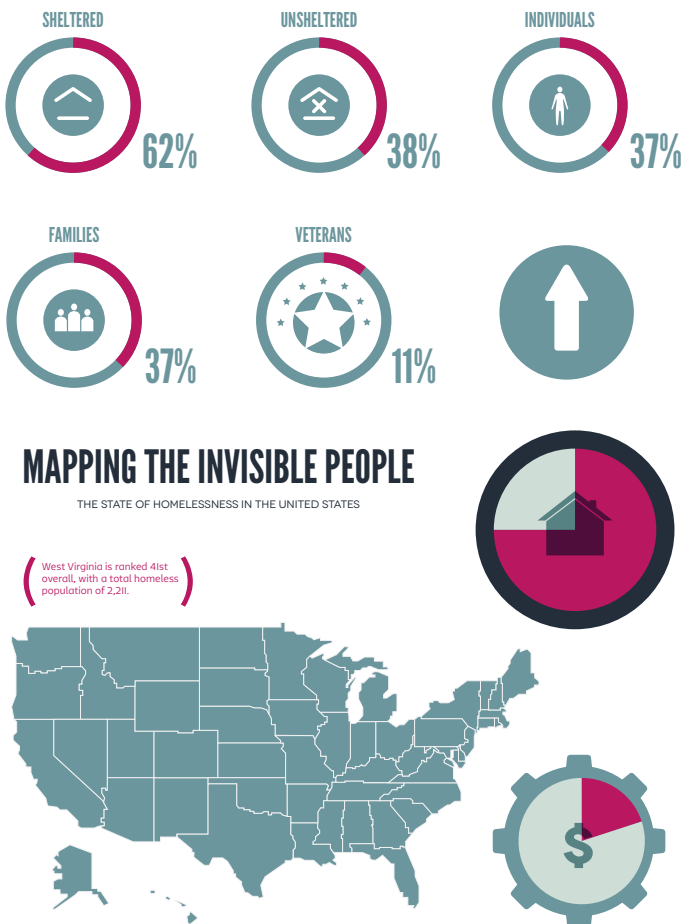 SHELTERED
UNSHELTERED
INDIVIDUALS
62%
38%
37%
FAMILIES
VETERANS
37%
11%
MAPPING THE INVISIBLE PEOPLE
THE STATE OF HOMELESSNESS IN THE UNITED STATES
West Virginia is ranked 41st
overall, with a total homeless
population of 2,211.
$